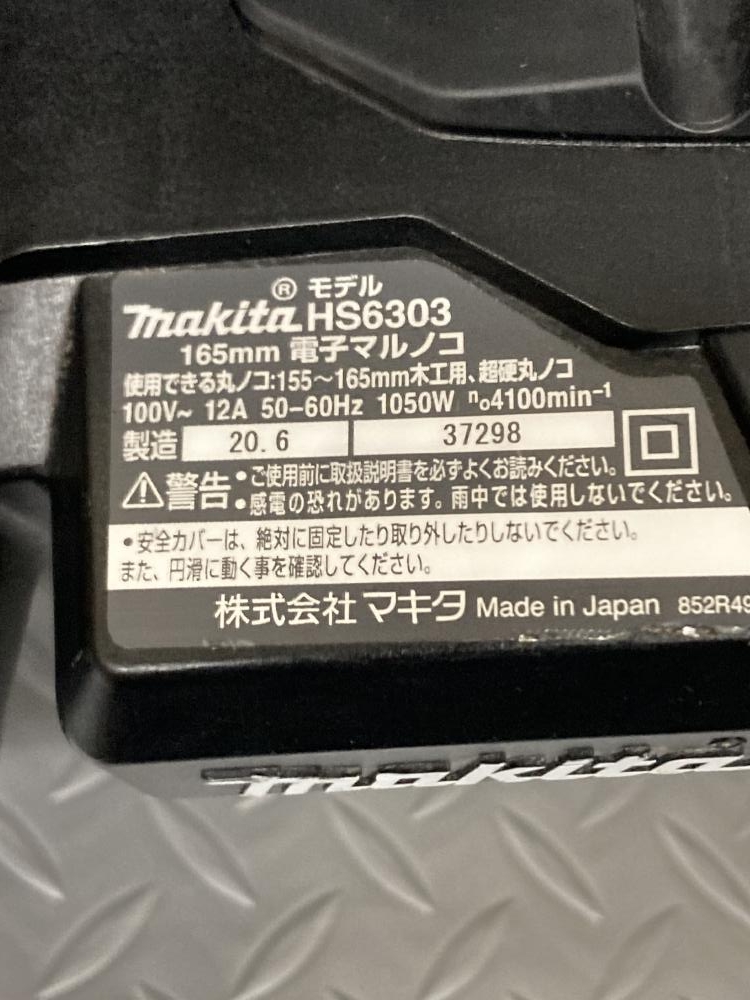 ® モデル
makita HS6303
165mm 電子マルノコ
使用できる丸ノコ:155～165mm木工用、超硬丸ノコ
100V~ 12A 50-60Hz 1050W n₀4100min⁻¹
製造 20. 6 37298
⚠警告 •ご使用前に取扱説明書を必ずよくお読みください。
•感電の恐れがあります。雨中では使用しないでください。
•安全カバーは、絶対に固定したり取り外したりしないでください。
また、円滑に動く事を確認してください。
株式会社マキタ Made in Japan 852R49
makita